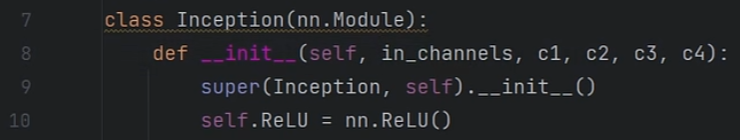 7 class Inception(nn.Module):
8 def __init__(self, in_channels, c1, c2, c3, c4):
9 super(Inception, self).__init__()
10 self.ReLU = nn.ReLU()